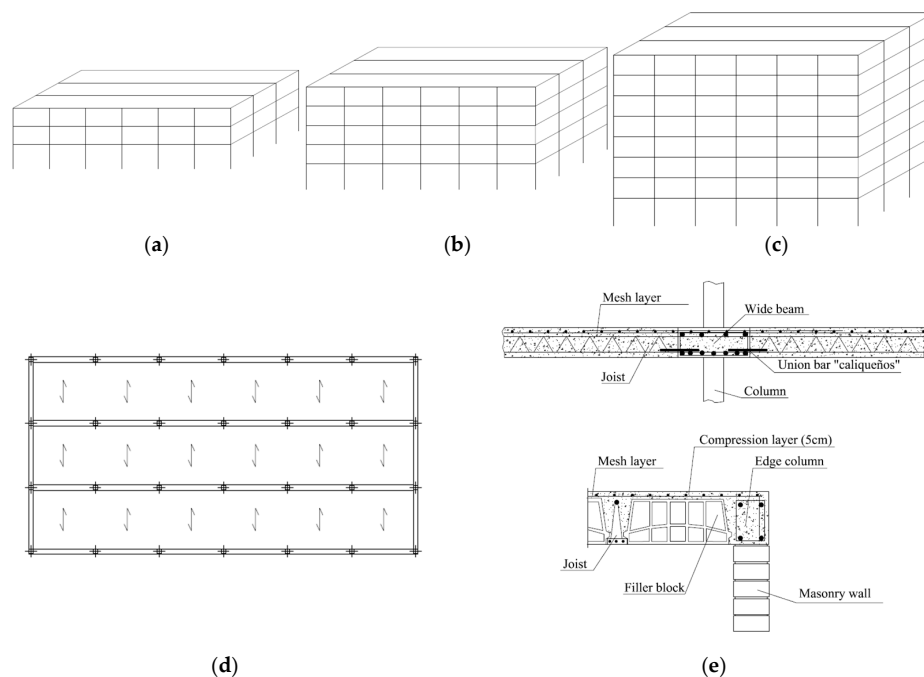 (a)
(b)
(c)
Mesh layer
Wide beam
Joist
Union bar "caliqueños"
Column
Compression layer (5cm)
Mesh layer
Edge column
Joist
Filler block
Masonry wall
(d)
(e)